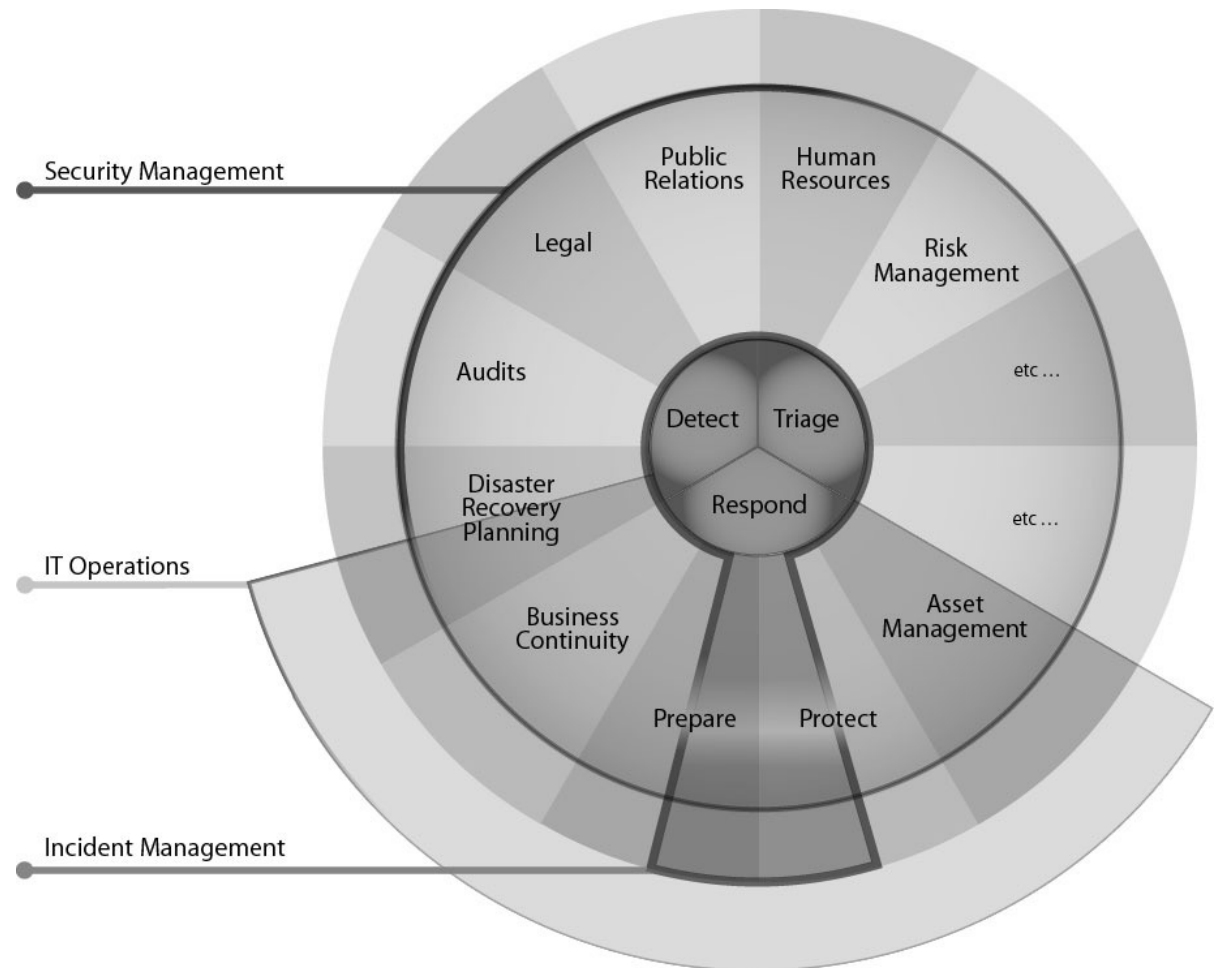 Security Management
Public
Relations
Human
Resources
Legal
Risk
Management
Audits
etc ...
Detect
Triage
Respond
Disaster
Recovery
Planning
etc ...
IT Operations
Business
Continuity
Asset
Management
Prepare
Protect
Incident Management